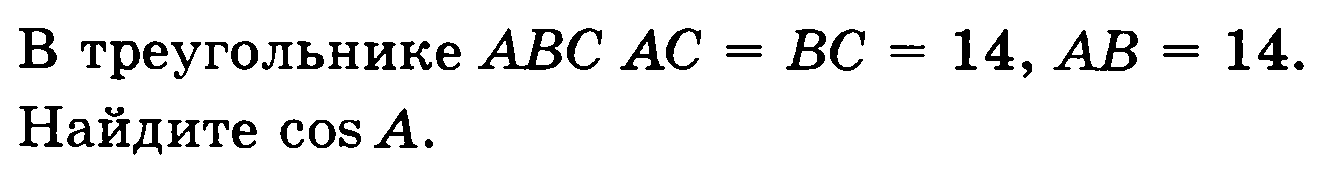 В треугольнике ABC AC = BC = 14, AB = 14.
Найдите cos A.